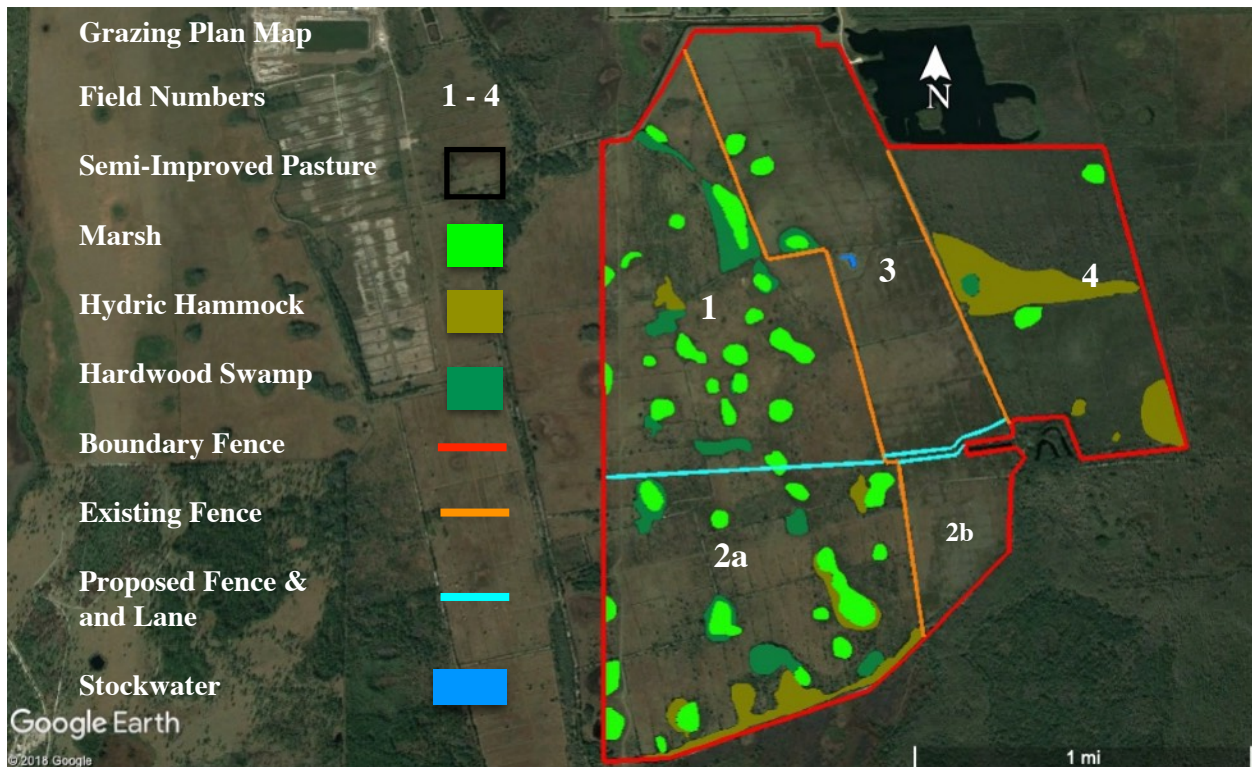 Grazing Plan Map
Field Numbers 1 - 4
Semi-Improved Pasture
Marsh
Hydric Hammock
Hardwood Swamp
Boundary Fence
Existing Fence
Proposed Fence &
and Lane
Stockwater
Google Earth
© 2018 Google
N
3
4
1
2a
2b
1 mi